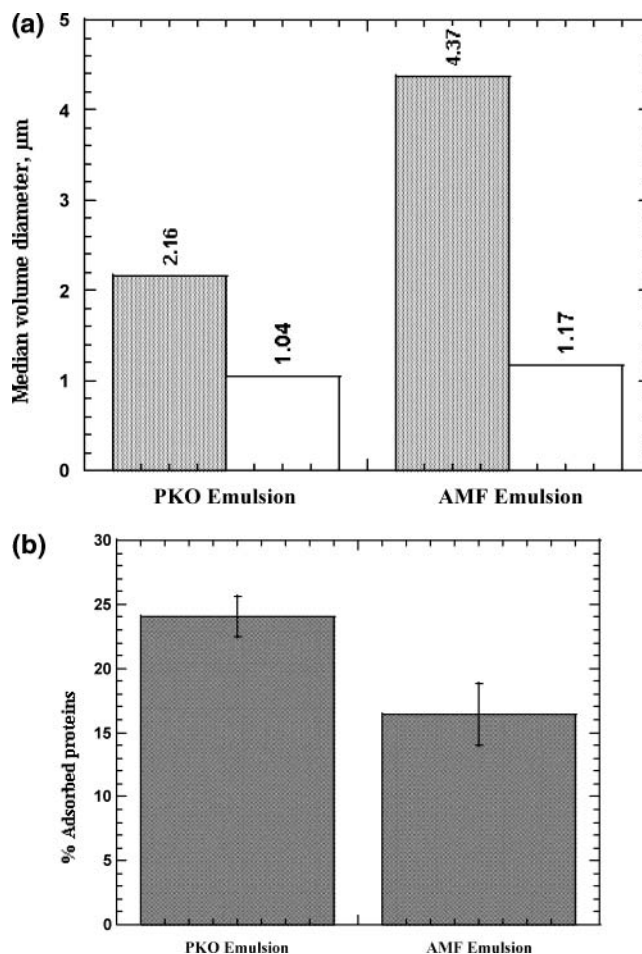 (a)
Median volume diameter, µm
5
4
3
2
1
0
2.16
1.04
4.37
1.17
PKO Emulsion AMF Emulsion
(b)
% Adsorbed proteins
30
25
20
15
10
5
0
PKO Emulsion AMF Emulsion